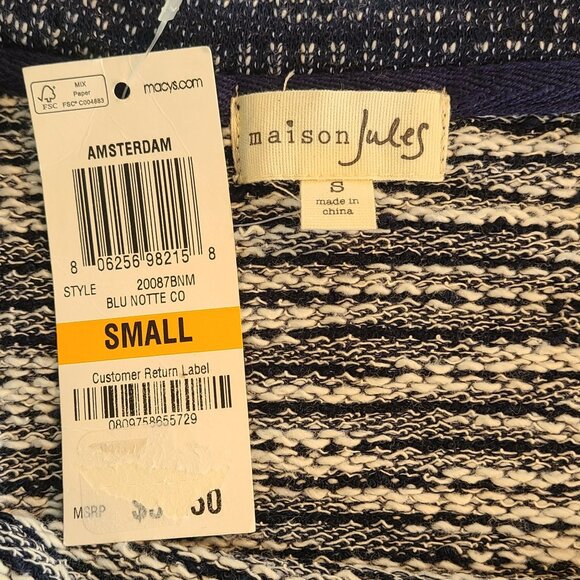 MIX
Paper
FSC
FSC® C004883
macys.com
AMSTERDAM
8 06256 98215 8
STYLE 20087BNM
BLU NOTTE CO
SMALL
Customer Return Label
0809758655729
MSRP
maison Jules
S
made in
china